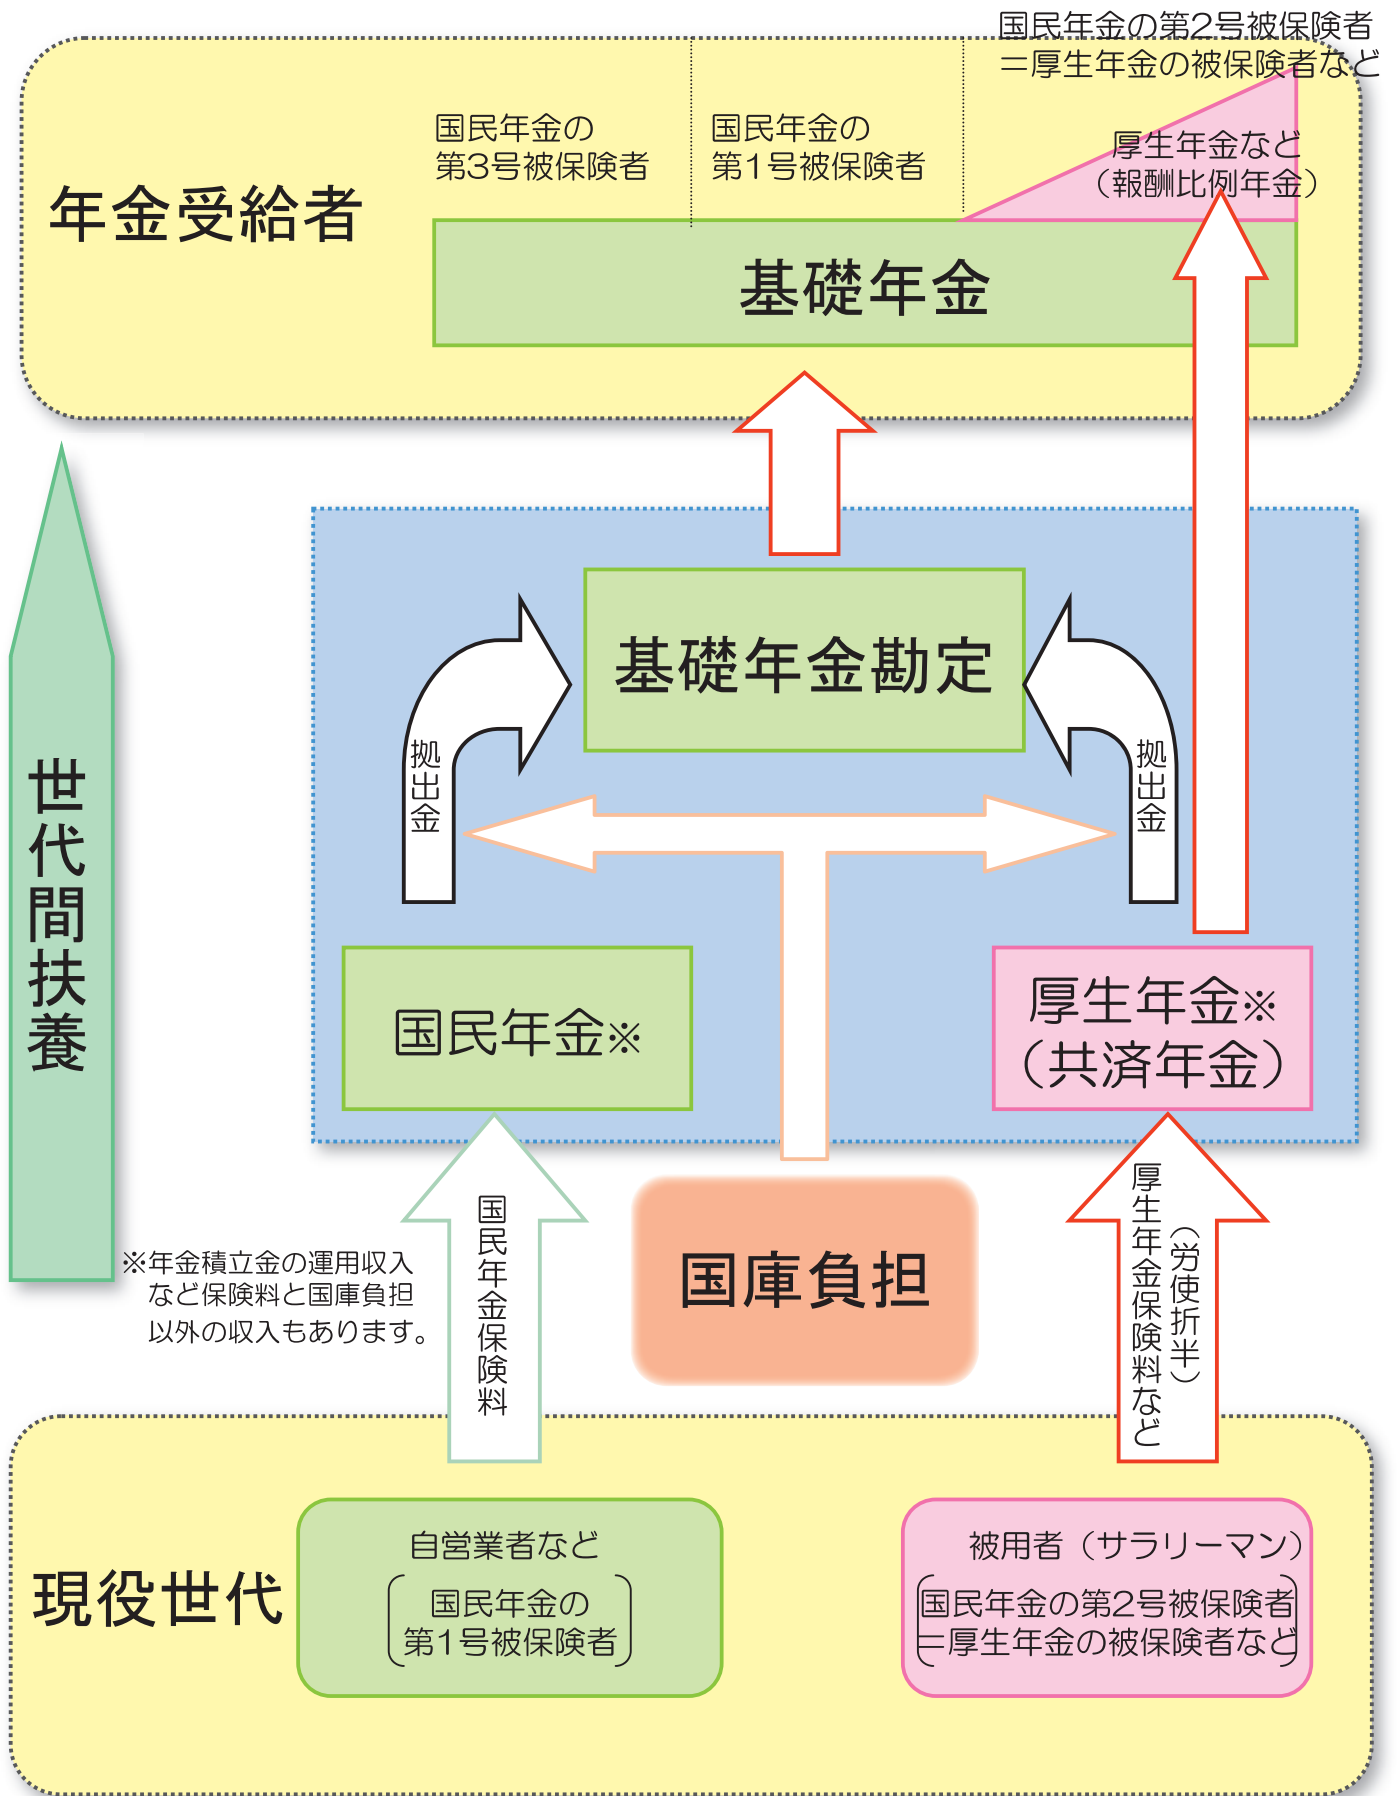 国民年金の第2号被保険者
＝厚生年金の被保険者など
国民年金の
第3号被保険者
国民年金の
第1号被保険者
厚生年金など
（報酬比例年金）
年金受給者
基礎年金
基礎年金勘定
拠出金
拠出金
世代間扶養
国民年金※
厚生年金※
（共済年金）
国民年金保険料
国庫負担
厚生年金保険料など
（労使折半）
※年金積立金の運用収入
など保険料と国庫負担
以外の収入もあります。
現役世代
自営業者など
国民年金の
第1号被保険者
被用者（サラリーマン）
国民年金の第2号被保険者
＝厚生年金の被保険者など